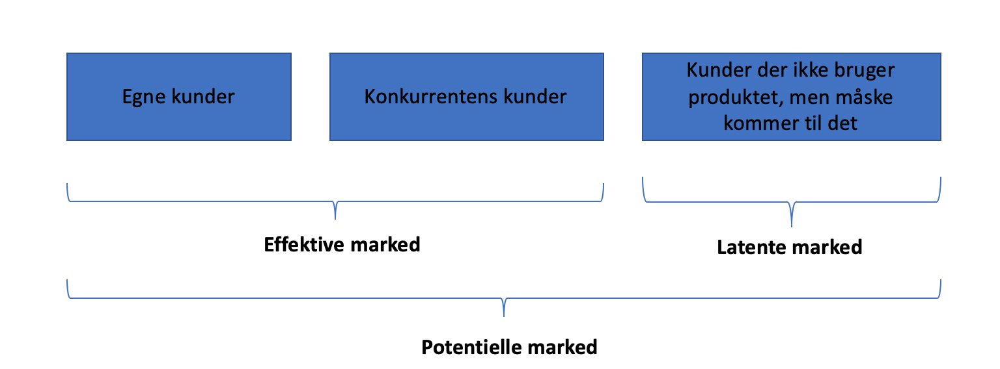 Egne kunder
Konkurrentens kunder
Kunder der ikke bruger
produktet, men måske
kommer til det
Effektive marked
Latente marked
Potentielle marked